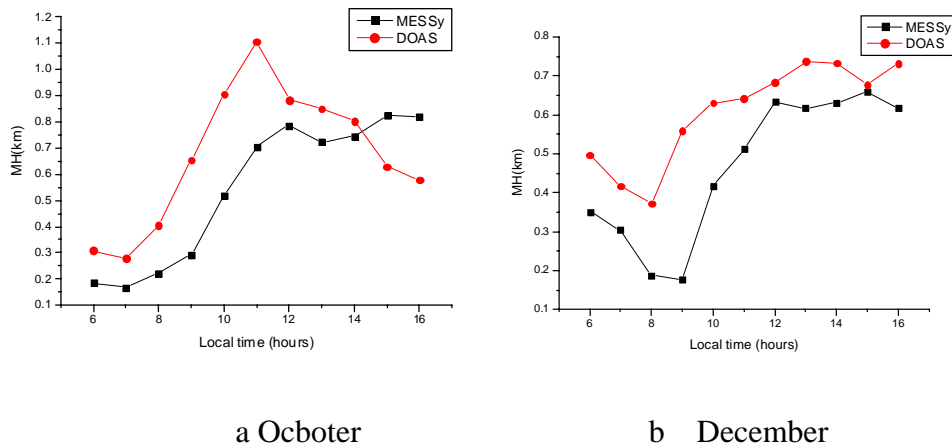 1.2
1.1
1.0
0.9
0.8
0.7
0.6
0.5
0.4
0.3
0.2
0.1
MH(km)
6 8 10 12 14 16
Local time (hours)
MESSy
DOAS
a Ocboter
0.8
0.7
0.6
0.5
0.4
0.3
0.2
0.1
MH(km)
6 8 10 12 14 16
Local time (hours)
MESSy
DOAS
b December